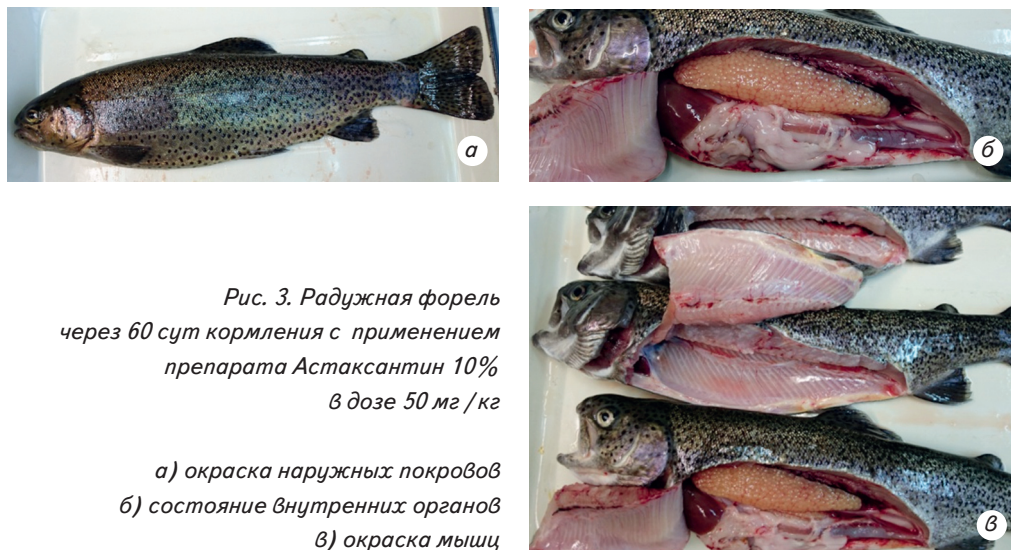 а
б
Рис. 3. Радужная форель
через 60 сут кормления с применением
препарата Астаксантин 10%
в дозе 50 мг / кг
а) окраска наружных покровов
б) состояние внутренних органов
в) окраска мышц
в